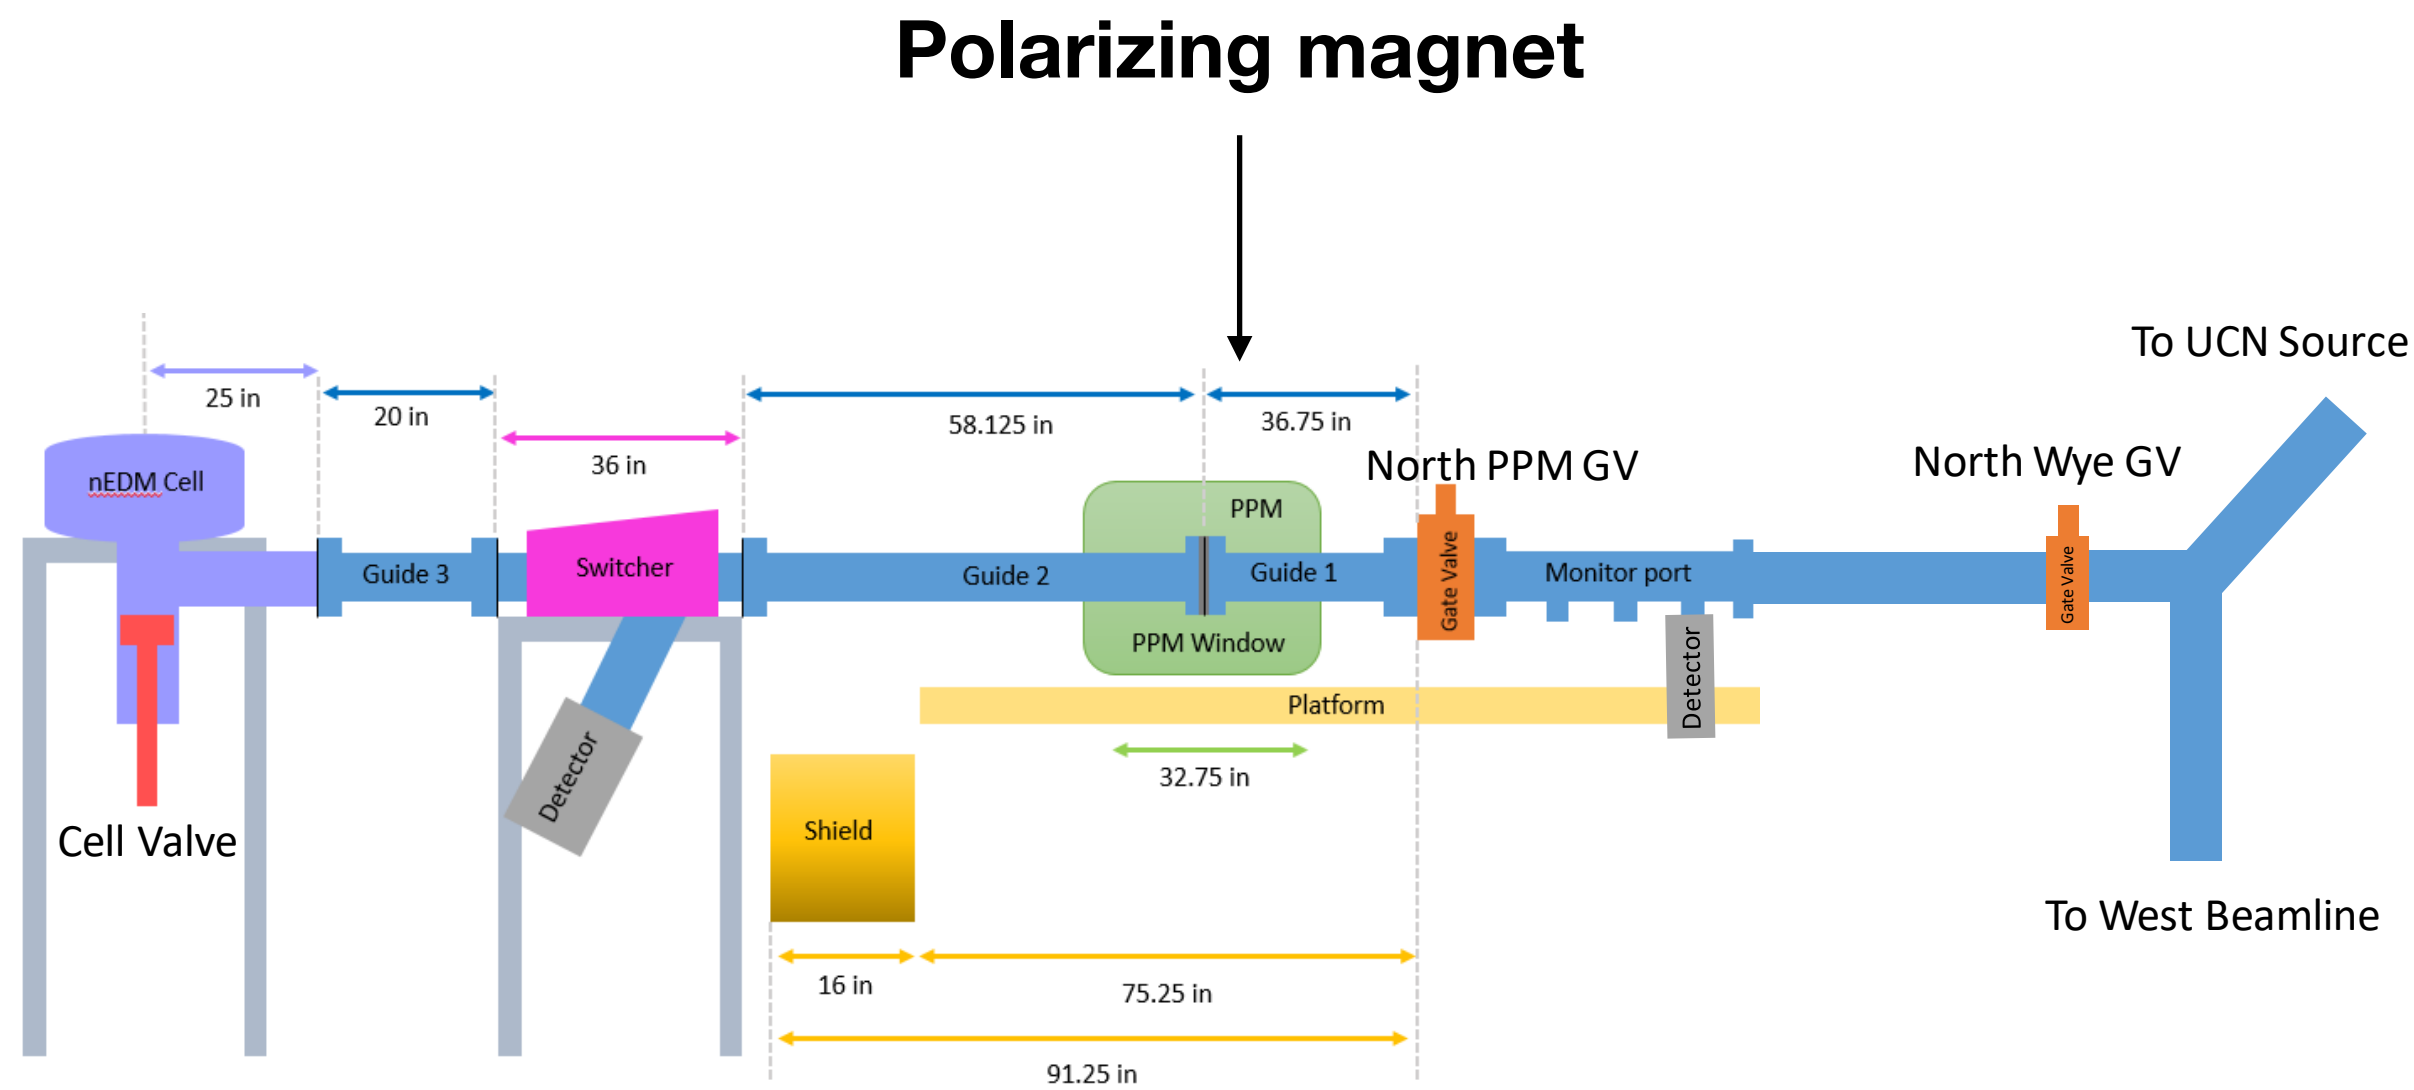 Polarizing magnet
To UCN Source
25 in
20 in
58.125 in
36.75 in
36 in
North PPM GV
North Wye GV
nEDM Cell
PPM
Guide 3
Switcher
Guide 2
Guide 1
Gate Valve
Monitor port
Gate Valve
PPM Window
Detector
Platform
Detector
32.75 in
Cell Valve
Shield
To West Beamline
16 in
75.25 in
91.25 in